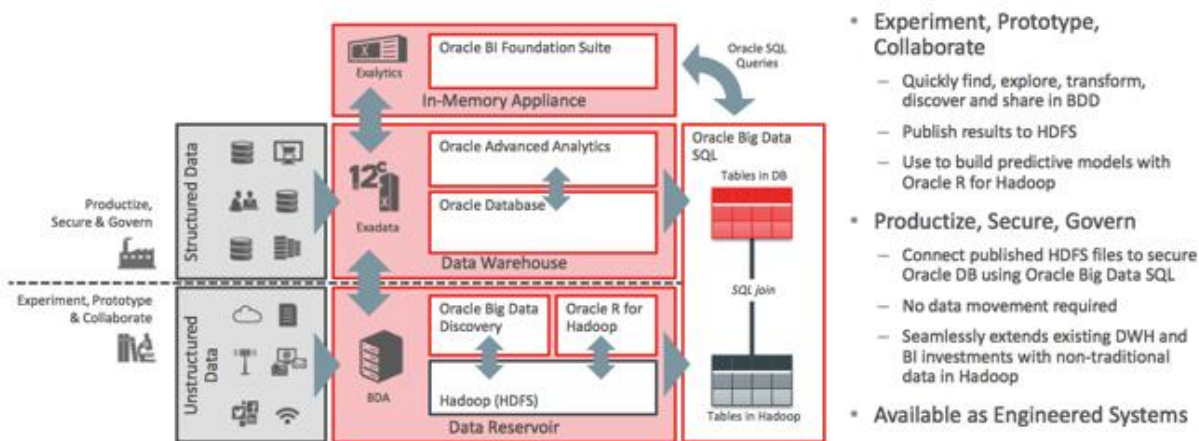 Exalytics
Oracle BI Foundation Suite
In-Memory Appliance
Oracle SQL
Queries
Structured Data
12c
Exadata
Oracle Advanced Analytics
Oracle Database
Data Warehouse
Oracle Big Data
SQL
Tables in DB
SQL join
Tables in Hadoop
Productize,
Secure & Govern
Experiment, Prototype
& Collaborate
Unstructured
Data
BDA
Oracle Big Data
Discovery
Oracle R for
Hadoop
Hadoop (HDFS)
Data Reservoir
• Experiment, Prototype,
Collaborate
– Quickly find, explore, transform,
discover and share in BDD
– Publish results to HDFS
– Use to build predictive models with
Oracle R for Hadoop
• Productize, Secure, Govern
– Connect published HDFS files to secure
Oracle DB using Oracle Big Data SQL
– No data movement required
– Seamlessly extends existing DWH and
BI investments with non-traditional
data in Hadoop
• Available as Engineered Systems